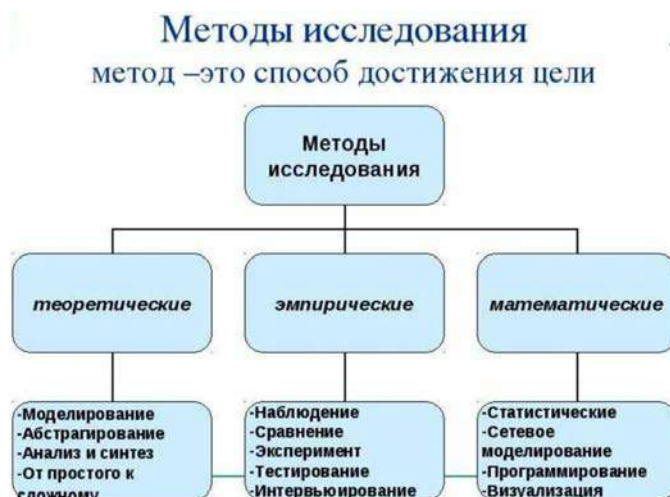 Методы исследования
метод –это способ достижения цели
Методы
исследования
теоретические
эмпирические
математические
-Моделирование
-Абстрагирование
-Анализ и синтез
-От простого к
сложному
-Наблюдение
-Сравнение
-Эксперимент
-Тестирование
-Интервьюирование
-Статистические
-Сетевое
моделирование
-Программирование
-Визуализация